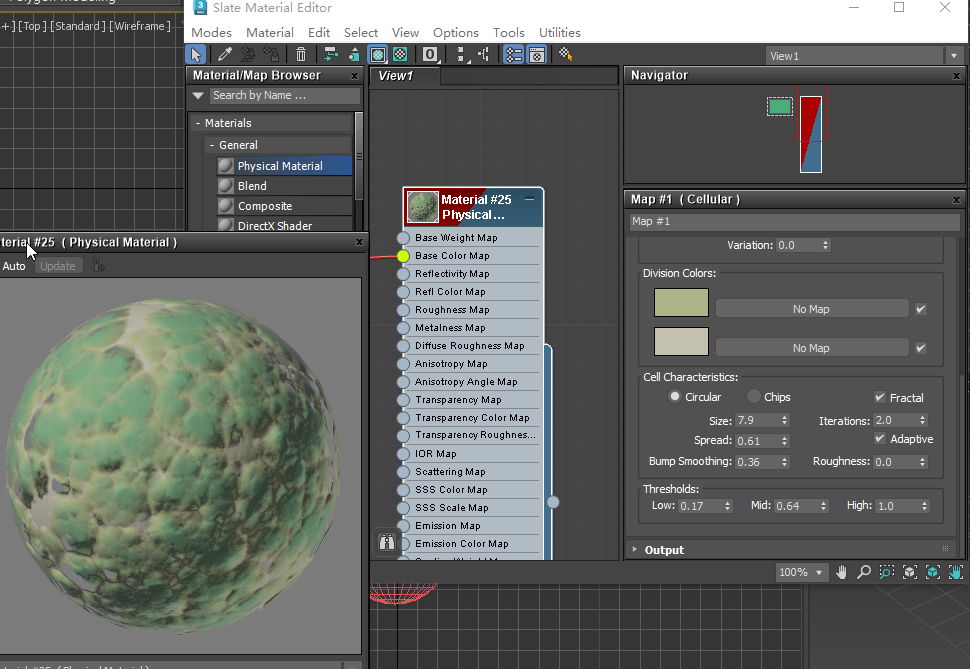 Slate Material Editor
+ ] [Top ] [Standard ] [Wireframe ]
Modes Material Edit Select View Options Tools Utilities
0
View1
Material/Map Browser x
View1
Navigator x
Search by Name ...
- Materials
- General
Physical Material
Blend
Composite
DirectX Shader
terial #25 ( Physical Material ) x
Auto Update
Material #25
Physical...
Base Weight Map
Base Color Map
Reflectivity Map
Refl Color Map
Roughness Map
Metalness Map
Diffuse Roughness Map
Anisotropy Map
Anisotropy Angle Map
Transparency Map
Transparency Color Map
Transparency Roughnes...
IOR Map
Scattering Map
SSS Color Map
SSS Scale Map
Emission Map
Emission Color Map
Map #1 ( Cellular ) x
Map #1
Variation: 0.0
Division Colors:
No Map
No Map
Cell Characteristics:
Circular Chips Fractal
Size: 7.9 Iterations: 2.0
Spread: 0.61 Adaptive
Bump Smoothing: 0.36 Roughness: 0.0
Thresholds:
Low: 0.17 Mid: 0.64 High: 1.0
Output
100%